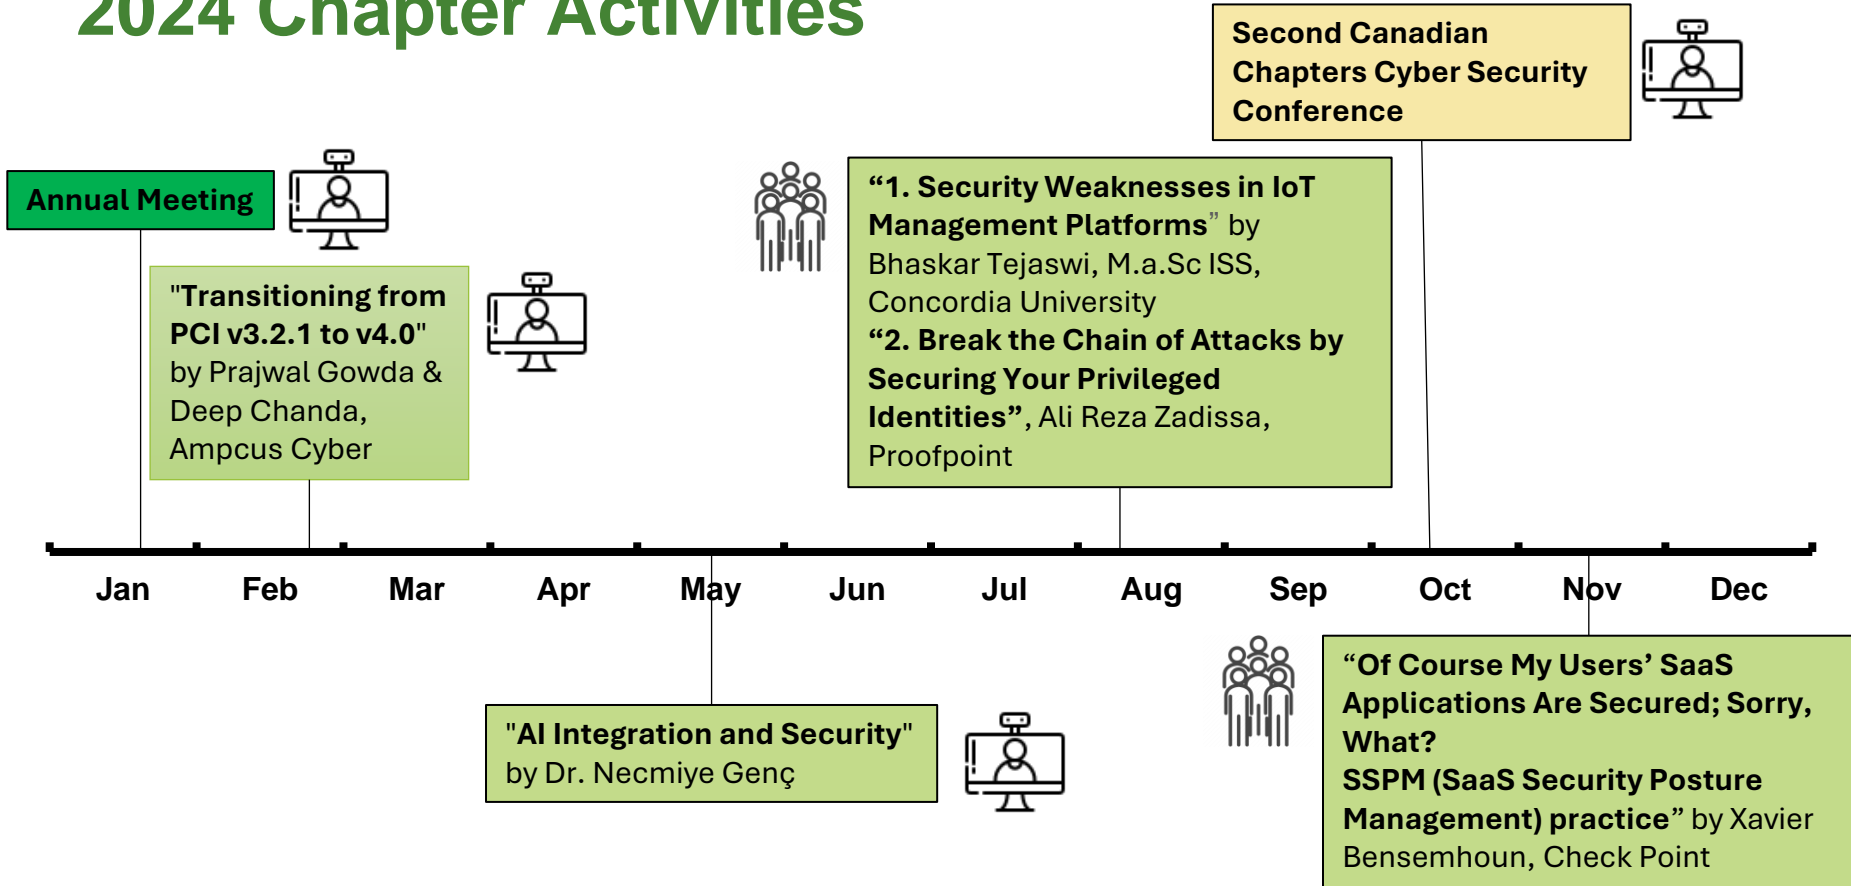 2024 Chapter Activities
Second Canadian
Chapters Cyber Security
Conference
Annual Meeting
"Transitioning from
PCI v3.2.1 to v4.0"
by Prajwal Gowda &
Deep Chanda,
Ampcus Cyber
“1. Security Weaknesses in IoT
Management Platforms” by
Bhaskar Tejaswi, M.a.Sc ISS,
Concordia University
“2. Break the Chain of Attacks by
Securing Your Privileged
Identities”, Ali Reza Zadissa,
Proofpoint
Jan Feb Mar Apr May Jun Jul Aug Sep Oct Nov Dec
"AI Integration and Security"
by Dr. Necmiye Genç
“Of Course My Users’ SaaS
Applications Are Secured; Sorry,
What?
SSPM (SaaS Security Posture
Management) practice” by Xavier
Bensemhoun, Check Point